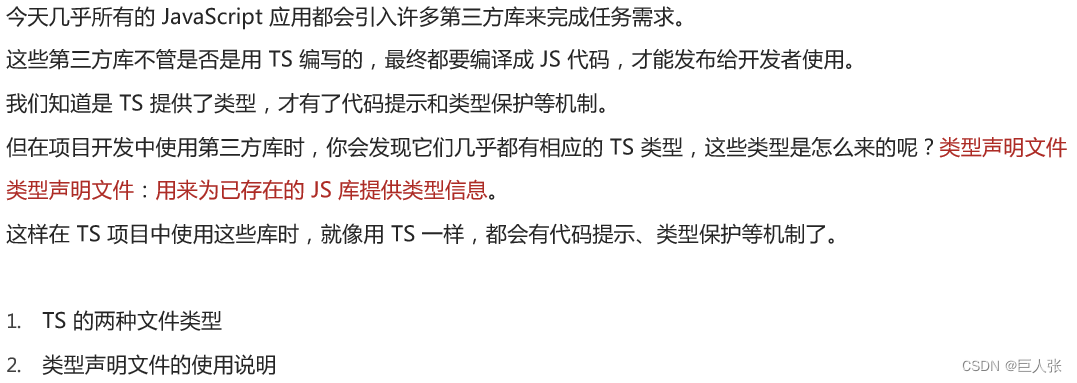 今天几乎所有的 JavaScript 应用都会引入许多第三方库来完成任务需求。
这些第三方库不管是否是用 TS 编写的，最终都要编译成 JS 代码，才能发布给开发者使用。
我们知道是 TS 提供了类型，才有了代码提示和类型保护等机制。
但在项目开发中使用第三方库时，你会发现它们几乎都有相应的 TS 类型，这些类型是怎么来的呢？类型声明文件
类型声明文件：用来为已存在的 JS 库提供类型信息。
这样在 TS 项目中使用这些库时，就像用 TS 一样，都会有代码提示、类型保护等机制了。
1. TS 的两种文件类型
2. 类型声明文件的使用说明
CSDN @巨人张